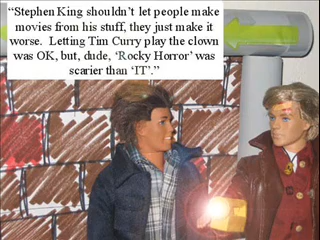 “Stephen King shouldn’t let people make
movies from his stuff, they just make it
worse.  Letting Tim Curry play the clown
was OK, but, dude, ‘Rocky Horror’ was
scarier than ‘IT’.”